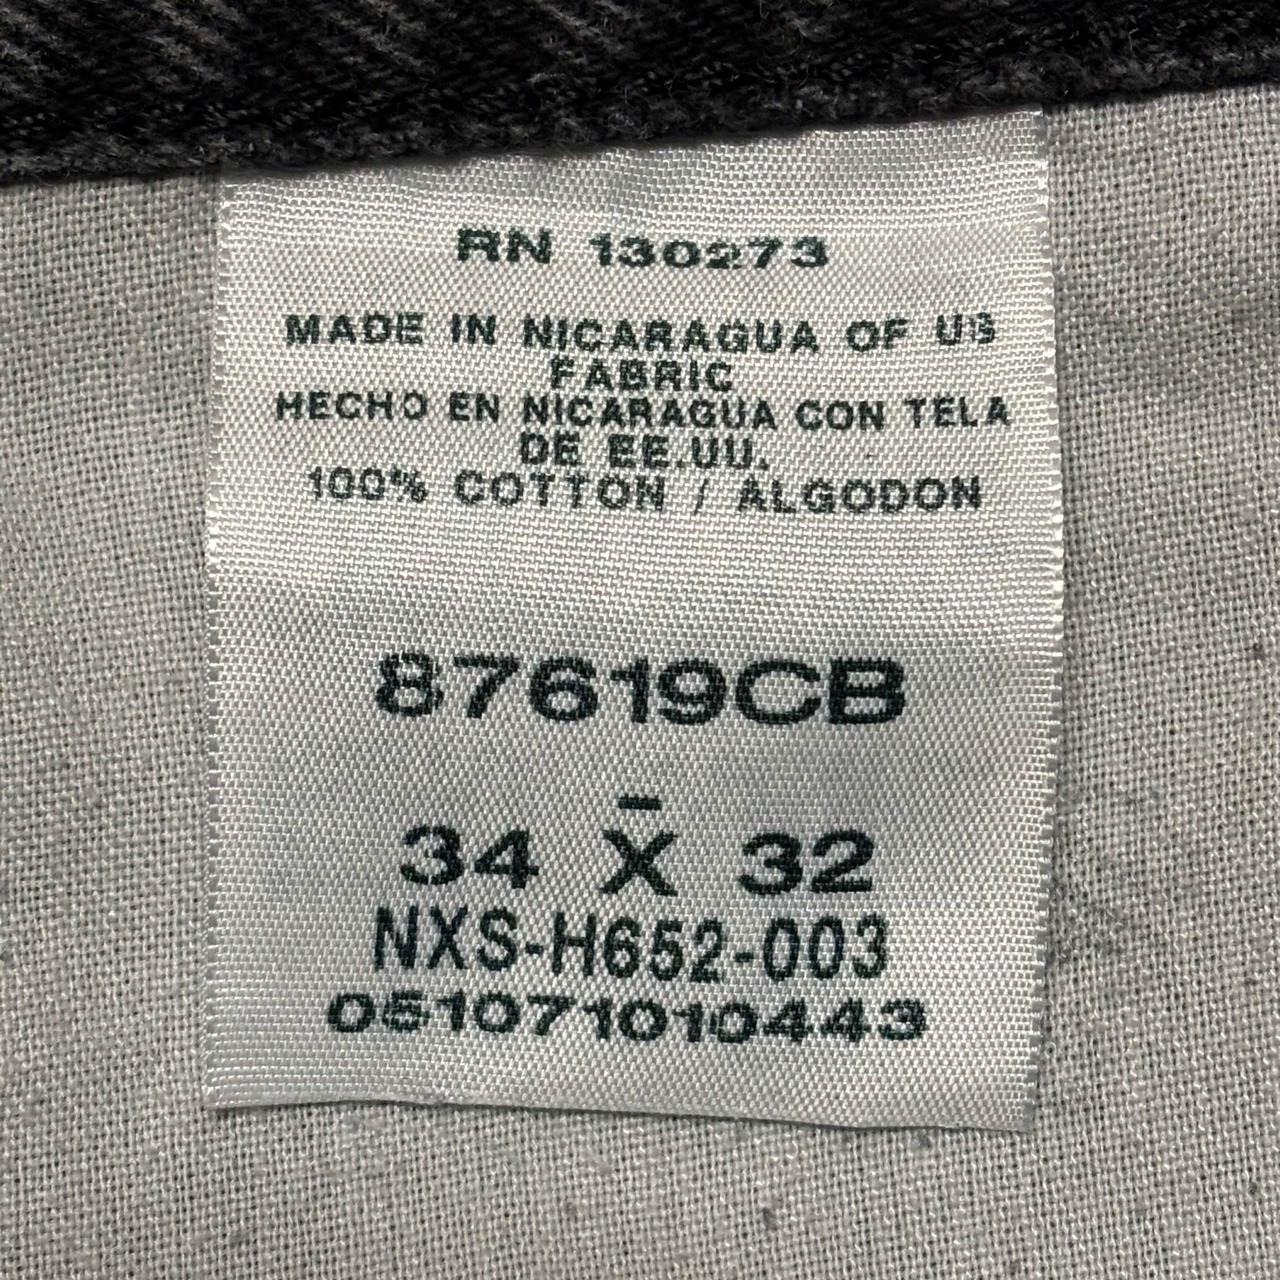 RN 130273
MADE IN NICARAGUA OF US
FABRIC
HECHO EN NICARAGUA CON TELA
DE EE.UU.
100% COTTON / ALGODON
87619CB
-
34 X 32
NXS-H652-003
051071010443